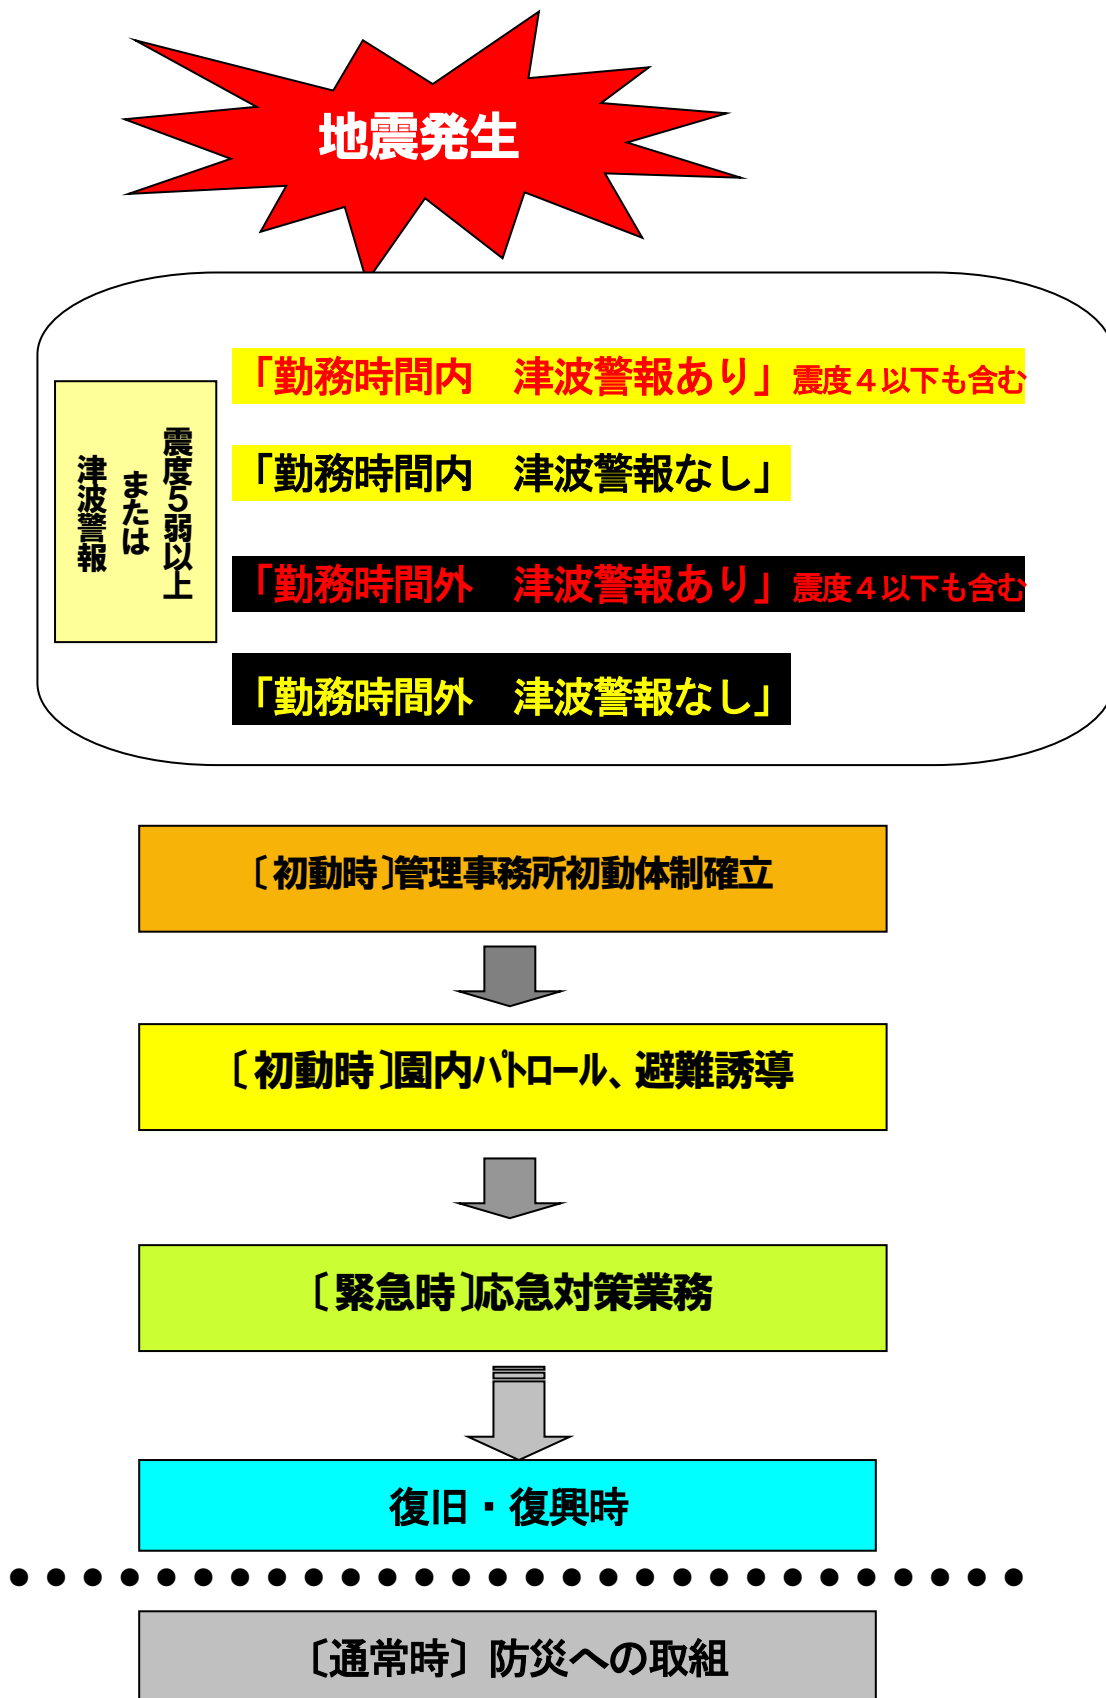 地震発生
震度５弱以上
または
津波警報
「勤務時間内　津波警報あり」震度４以下も含む
「勤務時間内　津波警報なし」
「勤務時間外　津波警報あり」震度４以下も含む
「勤務時間外　津波警報なし」
〔初動時〕管理事務所初動体制確立
〔初動時〕園内ﾊﾟﾄﾛｰﾙ、避難誘導
〔緊急時〕応急対策業務
復旧・復興時
〔通常時〕防災への取組